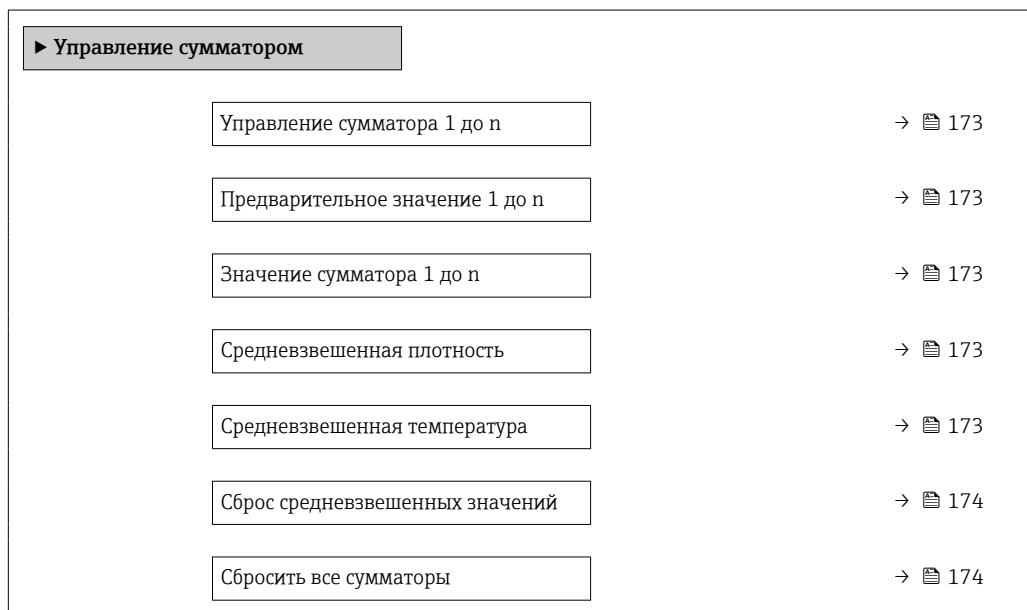 ▶ Управление сумматором
Управление сумматора 1 до n → 173
Предварительное значение 1 до n → 173
Значение сумматора 1 до n → 173
Средневзвешенная плотность → 173
Средневзвешенная температура → 173
Сброс средневзвешенных значений → 174
Сбросить все сумматоры → 174